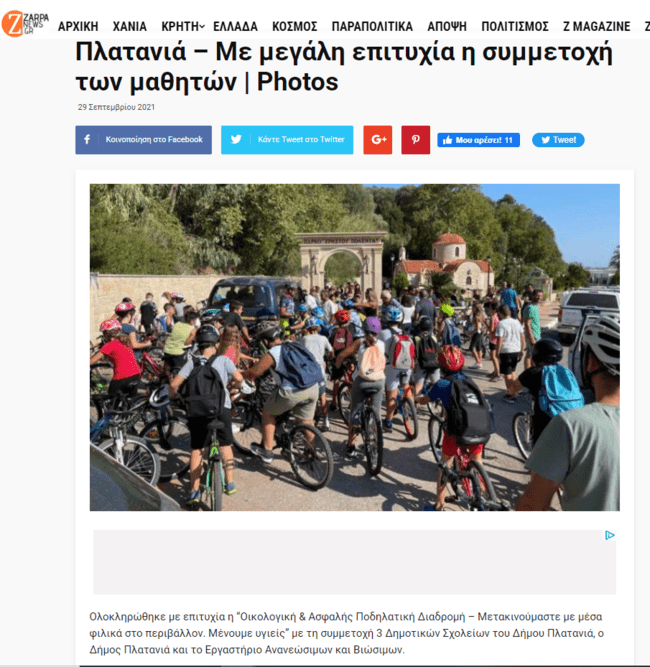 ZARPA
NEWS
GR
ΑΡΧΙΚΗ ΧΑΝΙΑ ΚΡΗΤΗ ΕΛΛΑΔΑ ΚΟΣΜΟΣ ΠΑΡΑΠΟΛΙΤΙΚΑ ΑΠΟΨΗ ΠΟΛΙΤΙΣΜΟΣ Z MAGAZINE Z
Πλατανιά – Με μεγάλη επιτυχία η συμμετοχή
των μαθητών | Photos
29 Σεπτεμβρίου 2021
Κοινοποίηση στο Facebook Κάντε Tweet στο Twitter G+ Μου αρέσει! 11 Tweet
Ολοκληρώθηκε με επιτυχία η “Οικολογική & Ασφαλής Ποδηλατική Διαδρομή – Μετακινούμαστε με μέσα
φιλικά στο περιβάλλον. Μένουμε υγιείς” με τη συμμετοχή 3 Δημοτικών Σχολείων του Δήμου Πλατανιά, ο
Δήμος Πλατανιά και το Εργαστήριο Ανανεώσιμων και Βιώσιμων.